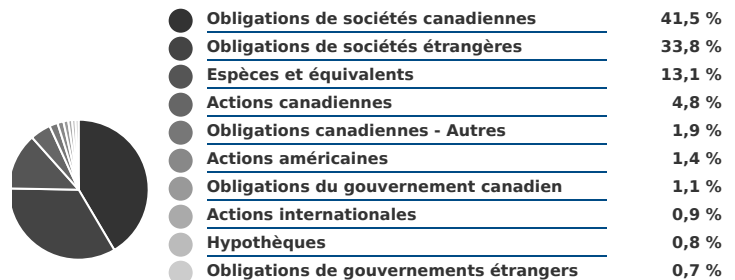 Obligations de sociétés canadiennes 41,5 %
Obligations de sociétés étrangères 33,8 %
Espèces et équivalents 13,1 %
Actions canadiennes 4,8 %
Obligations canadiennes - Autres 1,9 %
Actions américaines 1,4 %
Obligations du gouvernement canadien 1,1 %
Actions internationales 0,9 %
Hypothèques 0,8 %
Obligations de gouvernements étrangers 0,7 %